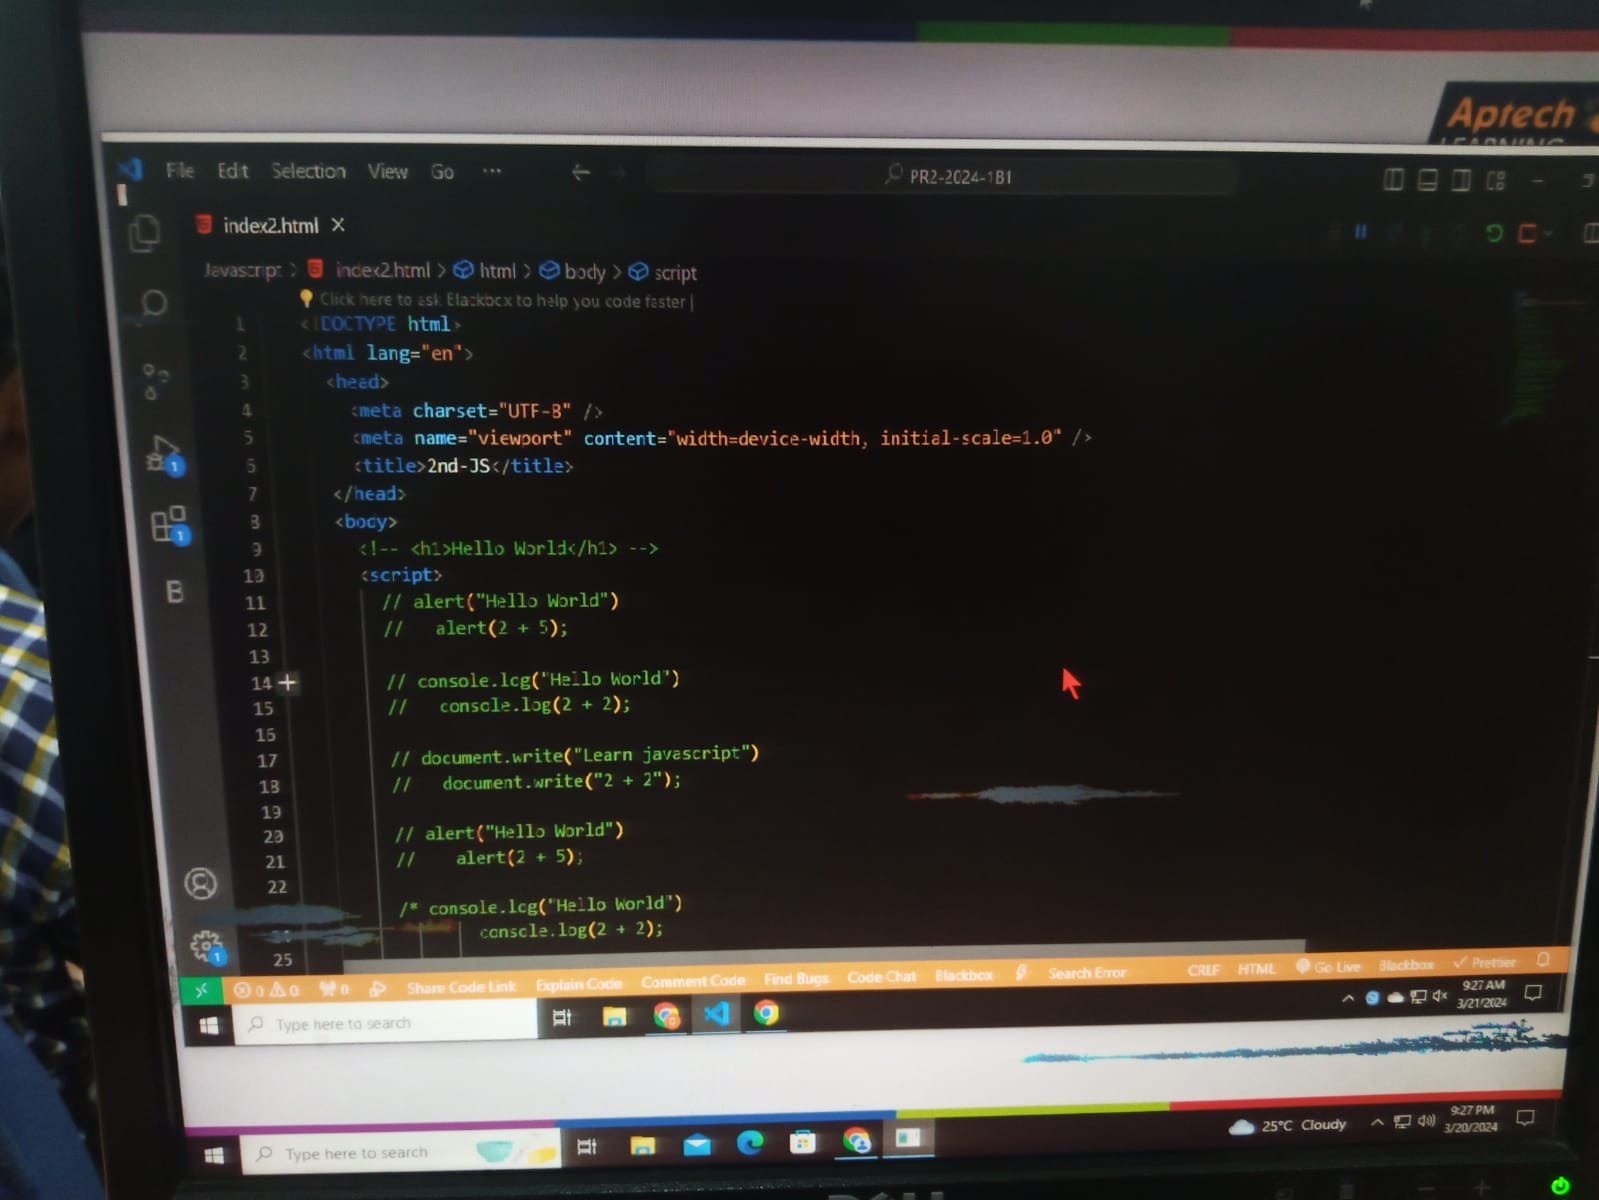 Aptech
LEARNING
File Edit Selection View Go ... PR2-2024-1B1
index2.html X
Javascript > index2.html > html > body > script
Click here to ask Blackbox to help you code faster |
1 <!DOCTYPE html>
2 <html lang="en">
3 <head>
4 <meta charset="UTF-8" />
5 <meta name="viewport" content="width=device-width, initial-scale=1.0" />
6 <title>2nd-JS</title>
7 </head>
8 <body>
9 <!-- <h1>Hello World</h1> -->
10 <script>
11 // alert("Hello World")
12 // alert(2 + 5);
13
14 // console.log("Hello World")
15 // console.log(2 + 2);
16
17 // document.write("Learn javascript")
18 // document.write("2 + 2");
19
20 // alert("Hello World")
21 // alert(2 + 5);
22
/* console.log("Hello World")
console.log(2 + 2);
25
0 0 0 Share Code Link Explain Code Comment Code Find Bugs Code Chat Blackbox Search Error CRLF HTML Go Live Blackbox Prettier
Type here to search 9:27 AM
3/21/2024
Type here to search 25°C Cloudy 9:27 PM
3/20/2024
DELL